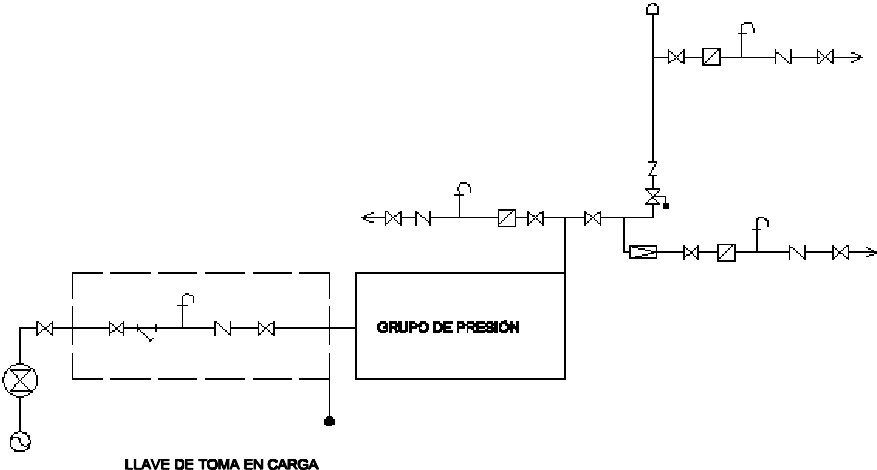 GRUPO DE PRESIÓN
LLAVE DE TOMA EN CARGA